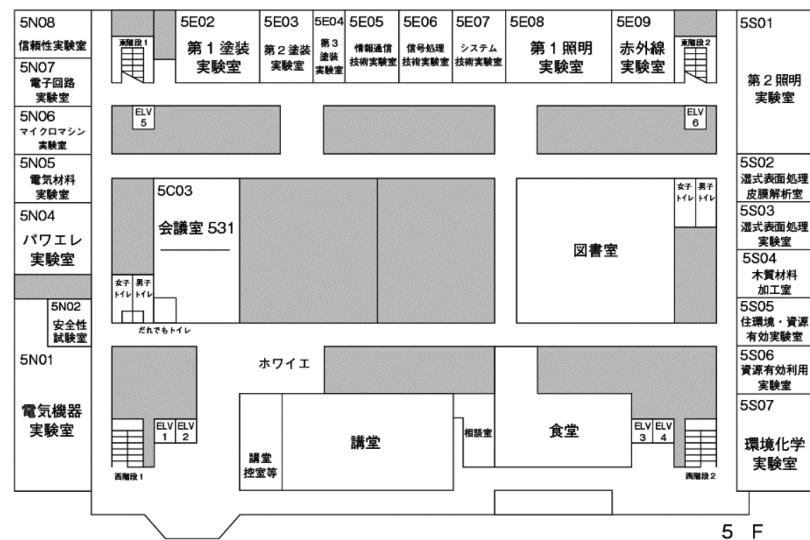 5N08
信頼性実験室
5N07
電子回路
実験室
5N06
マイクロマシン
実験室
5N05
電気材料
実験室
5N04
パワエレ
実験室
5N02
安全性
試験室
5N01
電気機器
実験室
東階段1
5E02
第1塗装
実験室
5E03
第2塗装
実験室
5E04
第3
塗装
実験室
5E05
情報通信
技術実験室
5E06
信号処理
技術実験室
5E07
システム
技術実験室
5E08
第1照明
実験室
5E09
赤外線
実験室
東階段2
5S01
第2照明
実験室
ELV
5
ELV
6
5C03
会議室531
女子
トイレ
男子
トイレ
だれでもトイレ
図書室
女子
トイレ
男子
トイレ
5S02
湿式表面処理
皮膜解析室
5S03
湿式表面処理
実験室
5S04
木質材料
加工室
5S05
住環境・資源
有効実験室
5S06
資源有効利用
実験室
5S07
環境化学
実験室
ホワイエ
ELV
1
ELV
2
西階段1
講堂
控室等
講堂
相談室
食堂
ELV
3
ELV
4
西階段2
5 F